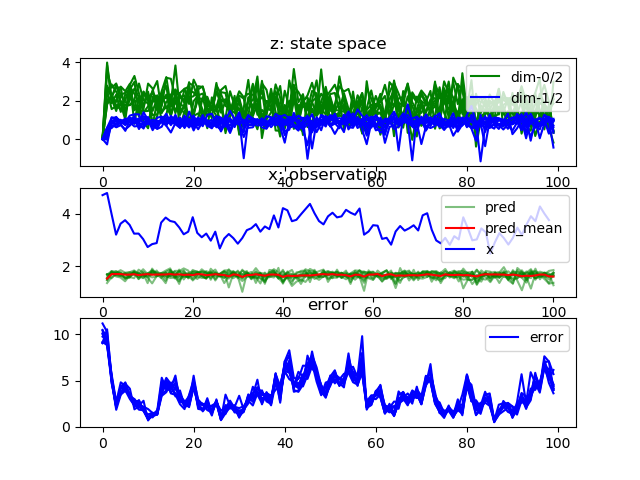 z: state space
4
2
0
dim-0/2
dim-1/2
0 20 40 60 80 100
x: observation
4
2
pred
pred_mean
x
0 20 40 60 80 100
error
10
5
0
error
0 20 40 60 80 100